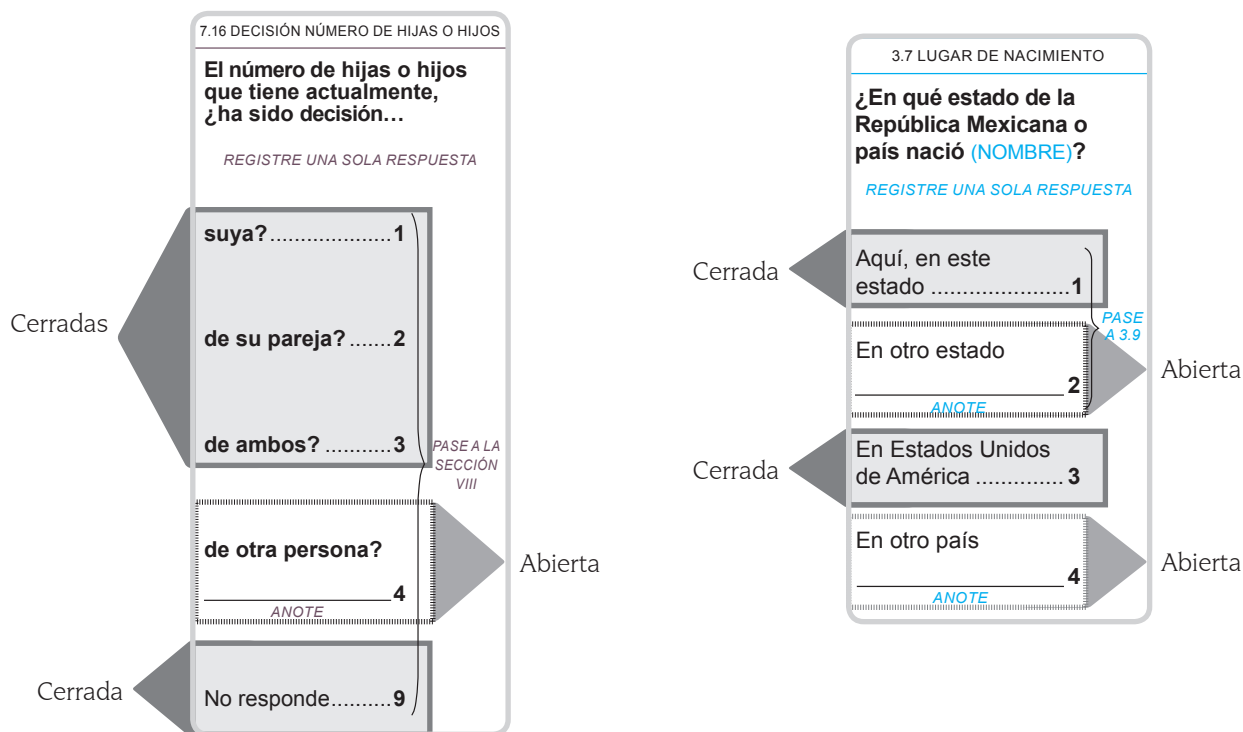 7.16 DECISIÓN NÚMERO DE HIJAS O HIJOS
El número de hijas o hijos
que tiene actualmente,
¿ha sido decisión…
REGISTRE UNA SOLA RESPUESTA
Cerradas
suya?.....................1
de su pareja?.......2
de ambos?...........3
PASE A LA
SECCIÓN
VIII
de otra persona?
____________________4
ANOTE
Abierta
Cerrada
No responde..........9
3.7 LUGAR DE NACIMIENTO
¿En qué estado de la
República Mexicana o
país nació (NOMBRE)?
REGISTRE UNA SOLA RESPUESTA
Cerrada
Aquí, en este
estado .......................1
PASE
A 3.9
En otro estado
______________________2
ANOTE
Abierta
Cerrada
En Estados Unidos
de América ..............3
En otro país
______________________4
ANOTE
Abierta